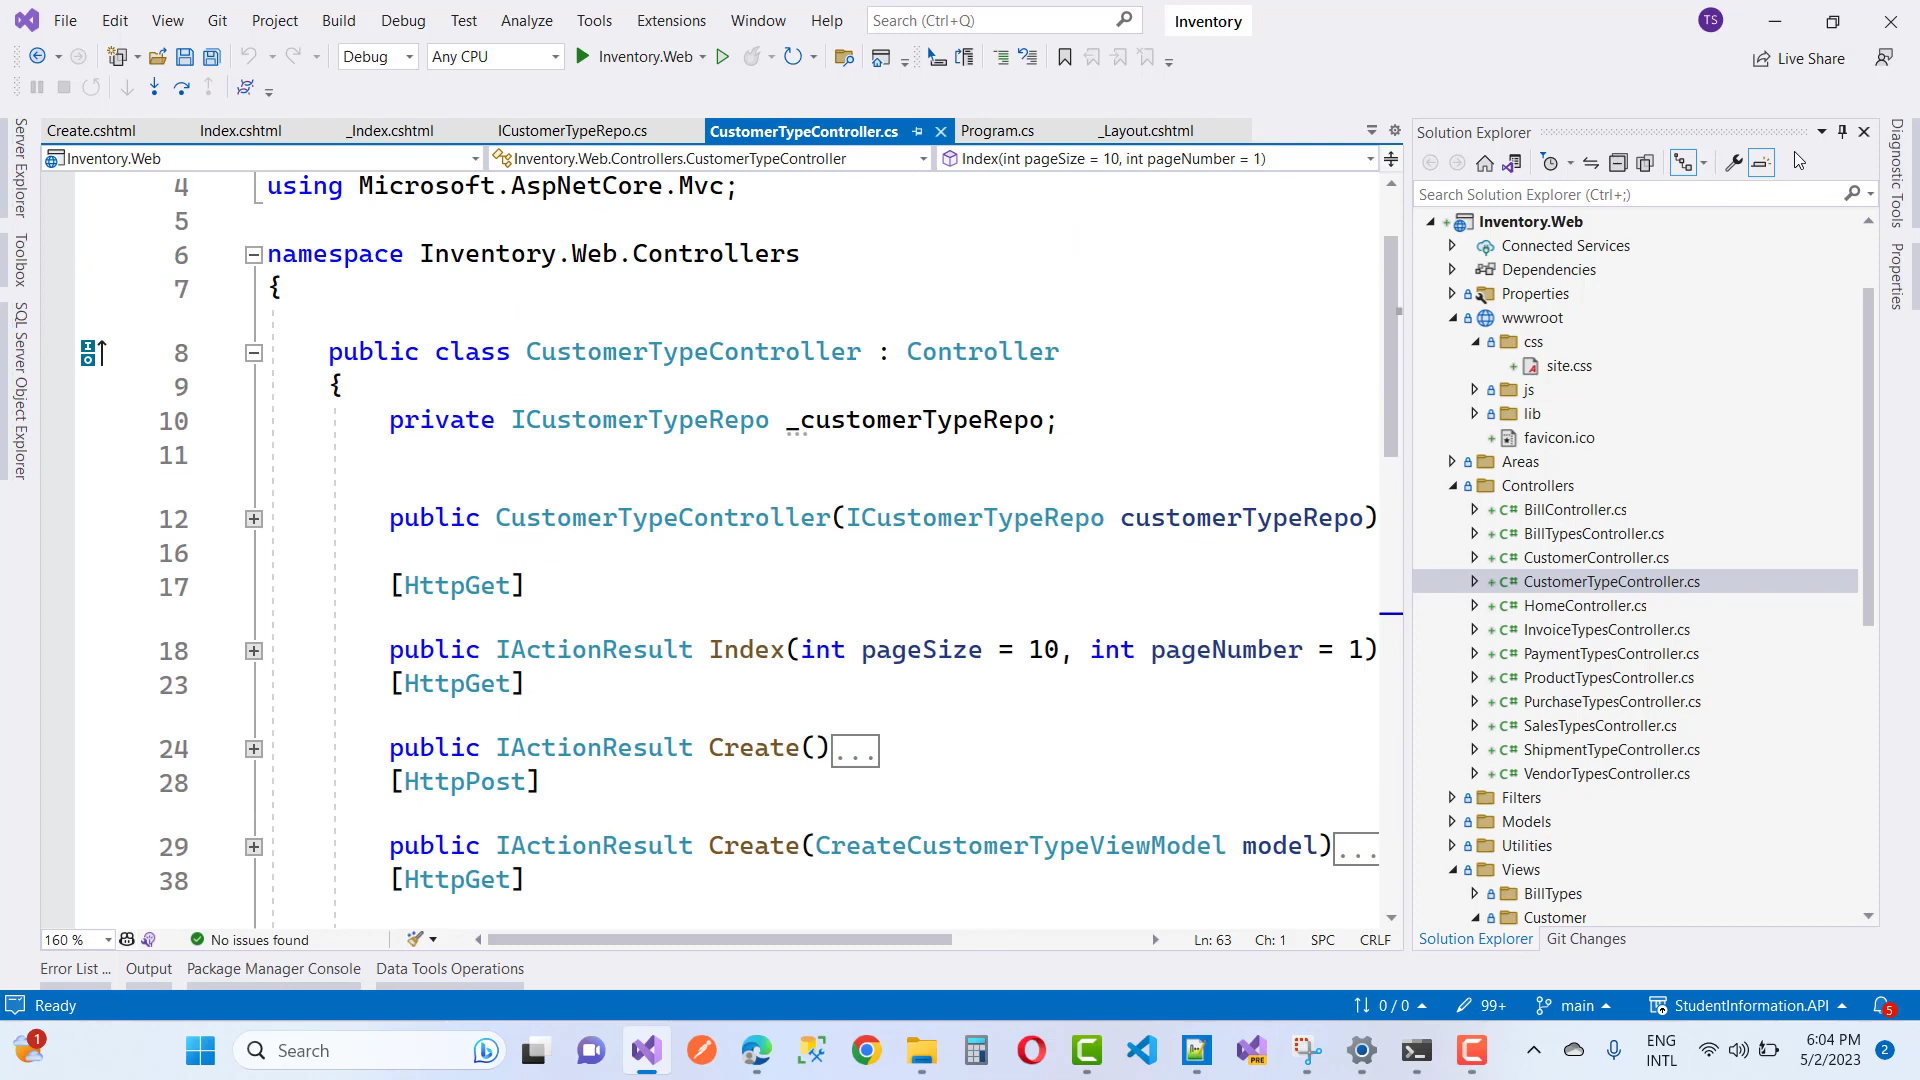 File Edit View Git Project Build Debug Test Analyze Tools Extensions Window Help Search (Ctrl+Q) Inventory TS
Debug Any CPU Inventory.Web Live Share
Create.cshtml Index.cshtml _Index.cshtml ICustomerTypeRepo.cs CustomerTypeController.cs Program.cs _Layout.cshtml
Inventory.Web Inventory.Web.Controllers.CustomerTypeController Index(int pageSize = 10, int pageNumber = 1)
4 using Microsoft.AspNetCore.Mvc;
5
6 namespace Inventory.Web.Controllers
7 {
8 public class CustomerTypeController : Controller
9 {
10 private ICustomerTypeRepo _customerTypeRepo;
11
12 public CustomerTypeController(ICustomerTypeRepo customerTypeRepo)
16
17 [HttpGet]
18 public IActionResult Index(int pageSize = 10, int pageNumber = 1)
23 [HttpGet]
24 public IActionResult Create()...
28 [HttpPost]
29 public IActionResult Create(CreateCustomerTypeViewModel model)...
38 [HttpGet]
160 % No issues found Ln: 63 Ch: 1 SPC CRLF
Error List ... Output Package Manager Console Data Tools Operations
Server Explorer
Toolbox
SQL Server Object Explorer
Solution Explorer
Search Solution Explorer (Ctrl+;)
Inventory.Web
Connected Services
Dependencies
Properties
wwwroot
css
site.css
js
lib
favicon.ico
Areas
Controllers
C# BillController.cs
C# BillTypesController.cs
C# CustomerController.cs
C# CustomerTypeController.cs
C# HomeController.cs
C# InvoiceTypesController.cs
C# PaymentTypesController.cs
C# ProductTypesController.cs
C# PurchaseTypesController.cs
C# SalesTypesController.cs
C# ShipmentTypeController.cs
C# VendorTypesController.cs
Filters
Models
Utilities
Views
BillTypes
Customer
Solution Explorer Git Changes
Diagnostic Tools
Properties
Ready 0 / 0 99+ main StudentInformation.API 5
1 Search PRE ENG INTL 6:04 PM 5/2/2023 2